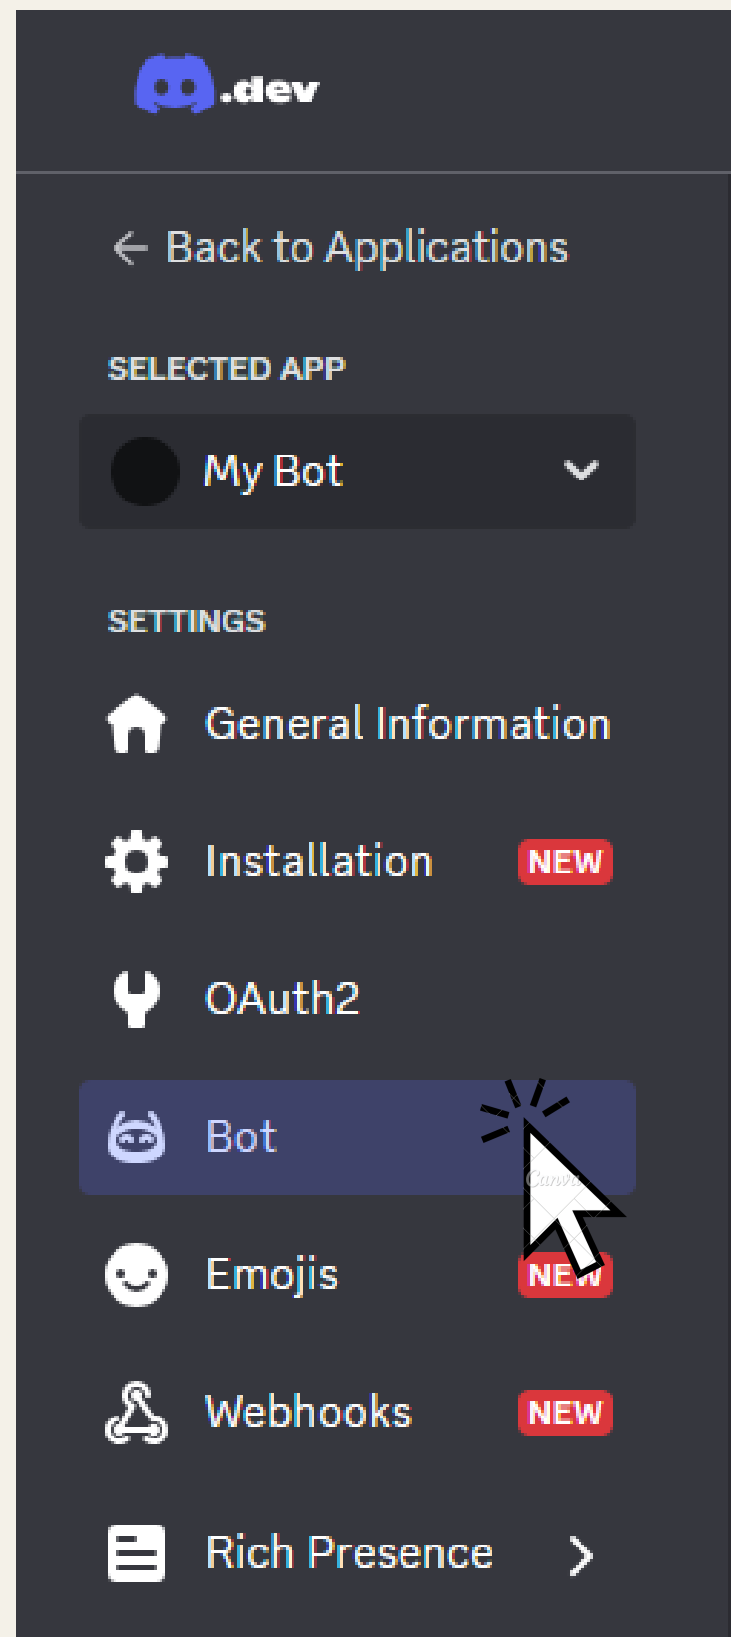 .dev
← Back to Applications
SELECTED APP
My Bot
SETTINGS
General Information
Installation NEW
OAuth2
Bot
Canva
Emojis NEW
Webhooks NEW
Rich Presence